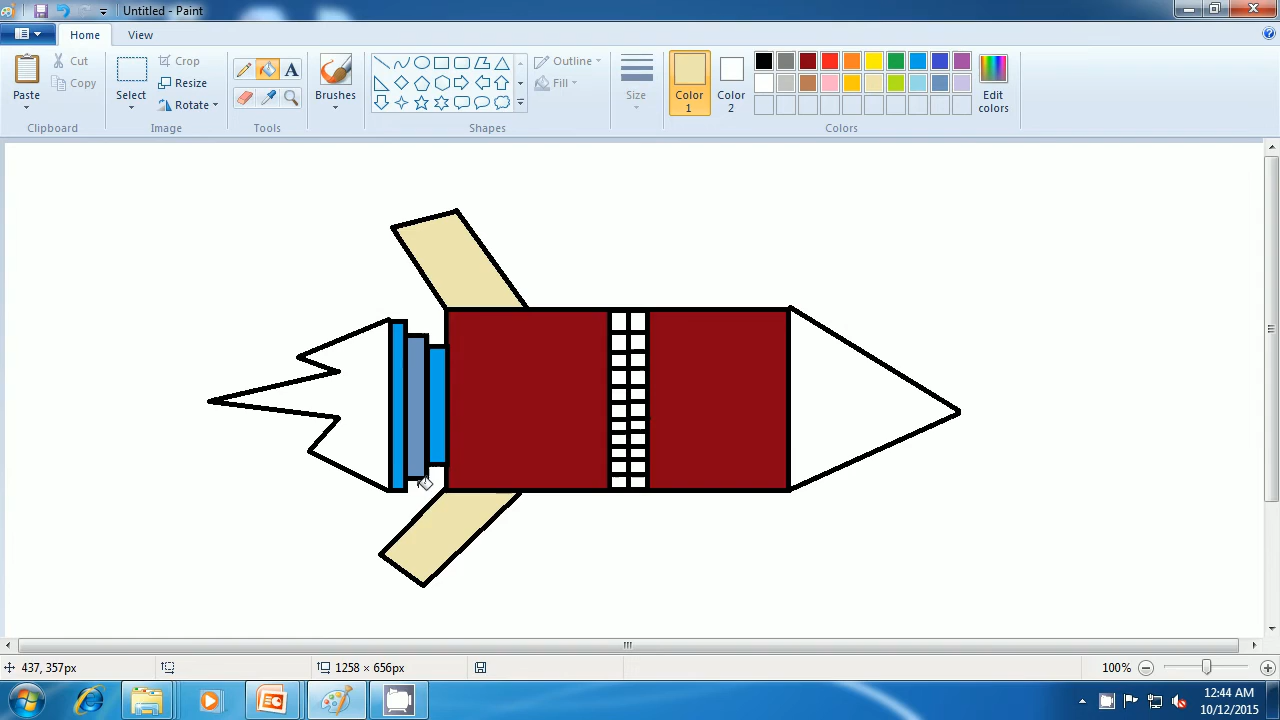 Untitled - Paint
Home View
Paste
Cut
Copy
Clipboard
Select
Crop
Resize
Rotate
Image
A
Tools
Brushes
Outline
Fill
Shapes
Size
Color 1
Color 2
Edit colors
Colors
437, 357px
1258 × 656px
100%
12:44 AM
10/12/2015